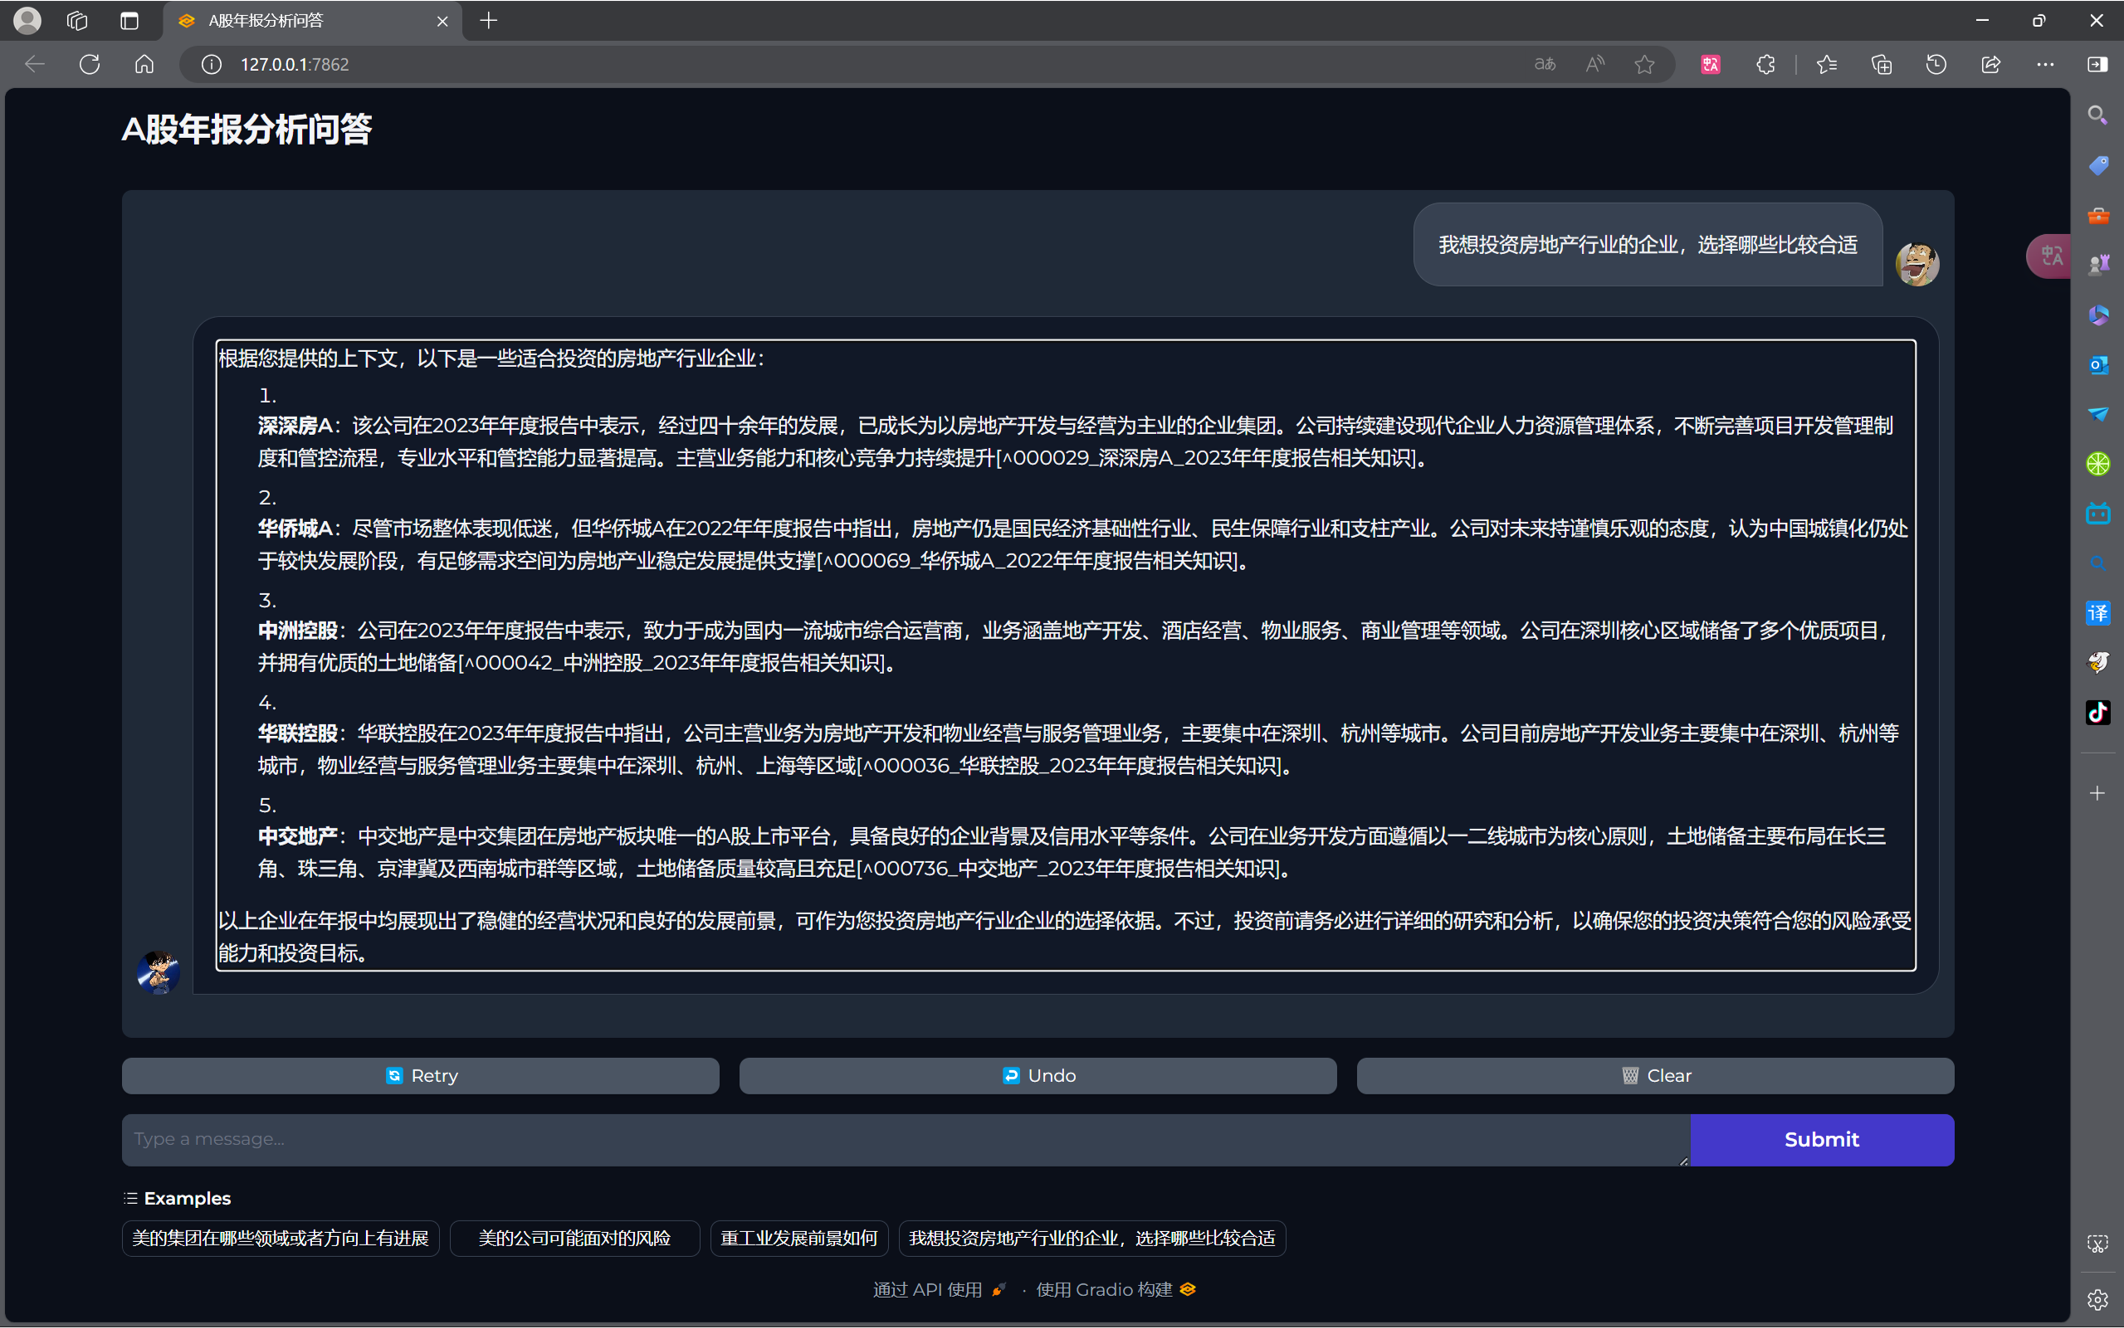 A股年报分析问答
127.0.0.1:7862
aあ
A股年报分析问答
我想投资房地产行业的企业，选择哪些比较合适
根据您提供的上下文，以下是一些适合投资的房地产行业企业：
1.
深深房A：该公司在2023年年度报告中表示，经过四十余年的发展，已成长为以房地产开发与经营为主业的企业集团。公司持续建设现代企业人力资源管理体系，不断完善项目开发管理制
度和管控流程，专业水平和管控能力显著提高。主营业务能力和核心竞争力持续提升[^000029_深深房A_2023年年度报告相关知识]。
2.
华侨城A：尽管市场整体表现低迷，但华侨城A在2022年年度报告中指出，房地产仍是国民经济基础性行业、民生保障行业和支柱产业。公司对未来持谨慎乐观的态度，认为中国城镇化仍处
于较快发展阶段，有足够需求空间为房地产业稳定发展提供支撑[^000069_华侨城A_2022年年度报告相关知识]。
3.
中洲控股：公司在2023年年度报告中表示，致力于成为国内一流城市综合运营商，业务涵盖地产开发、酒店经营、物业服务、商业管理等领域。公司在深圳核心区域储备了多个优质项目，
并拥有优质的土地储备[^000042_中洲控股_2023年年度报告相关知识]。
4.
华联控股：华联控股在2023年年度报告中指出，公司主营业务为房地产开发和物业经营与服务管理业务，主要集中在深圳、杭州等城市。公司目前房地产开发业务主要集中在深圳、杭州等
城市，物业经营与服务管理业务主要集中在深圳、杭州、上海等区域[^000036_华联控股_2023年年度报告相关知识]。
5.
中交地产：中交地产是中交集团在房地产板块唯一的A股上市平台，具备良好的企业背景及信用水平等条件。公司在业务开发方面遵循以一二线城市为核心原则，土地储备主要布局在长三
角、珠三角、京津冀及西南城市群等区域，土地储备质量较高且充足[^000736_中交地产_2023年年度报告相关知识]。
以上企业在年报中均展现出了稳健的经营状况和良好的发展前景，可作为您投资房地产行业企业的选择依据。不过，投资前请务必进行详细的研究和分析，以确保您的投资决策符合您的风险承受
能力和投资目标。
Retry
Undo
Clear
Type a message...
Submit
Examples
美的集团在哪些领域或者方向上有进展
美的公司可能面对的风险
重工业发展前景如何
我想投资房地产行业的企业，选择哪些比较合适
通过 API 使用 · 使用 Gradio 构建
中A
译